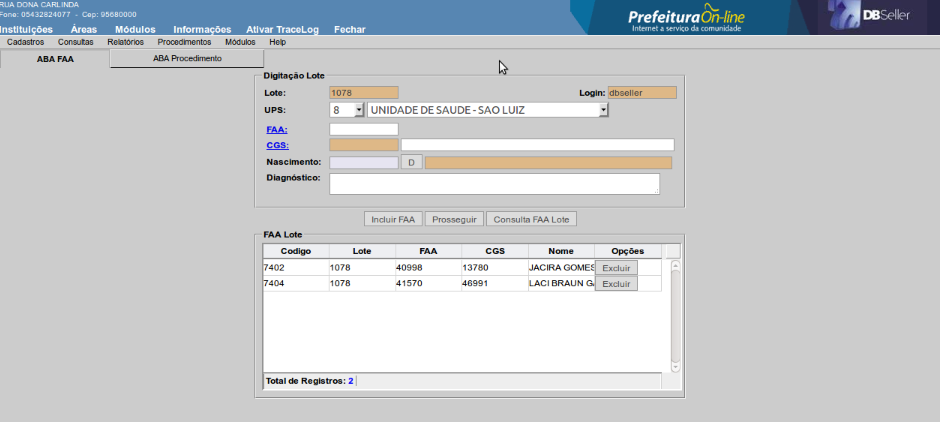 RUA DONA CARLINDA
Fone: 05432824077 - Cep: 95680000
Instituições Áreas Módulos Informações Ativar TraceLog Fechar
PrefeituraOn-line
Internet a serviço da comunidade
DBSeller
Cadastros Consultas Relatórios Procedimentos Módulos Help
ABA FAA ABA Procedimento
Digitação Lote
Lote: 1078 Login: dbseller
UPS: 8 UNIDADE DE SAUDE - SAO LUIZ
FAA:
CGS:
Nascimento: D
Diagnóstico:
Incluir FAA Prosseguir Consulta FAA Lote
FAA Lote
Codigo Lote FAA CGS Nome Opções
7402 1078 40998 13780 JACIRA GOMES Excluir
7404 1078 41570 46991 LACI BRAUN GA Excluir
Total de Registros: 2